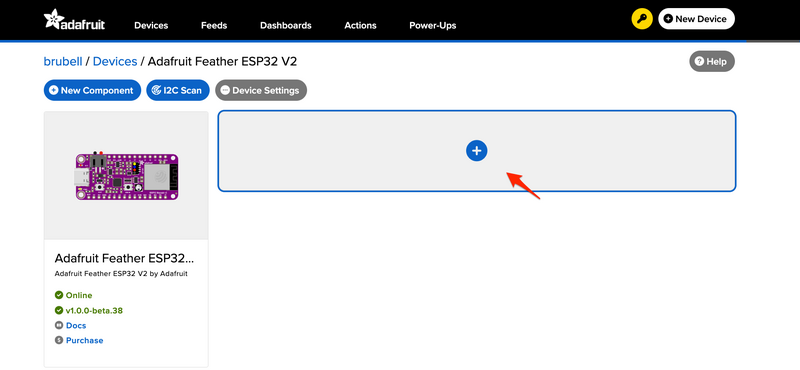 adafruit
Devices
Feeds
Dashboards
Actions
Power-Ups
New Device
brubell / Devices / Adafruit Feather ESP32 V2
Help
New Component
I2C Scan
Device Settings
Adafruit Feather ESP32...
Adafruit Feather ESP32 V2 by Adafruit
Online
v1.0.0-beta.38
Docs
Purchase